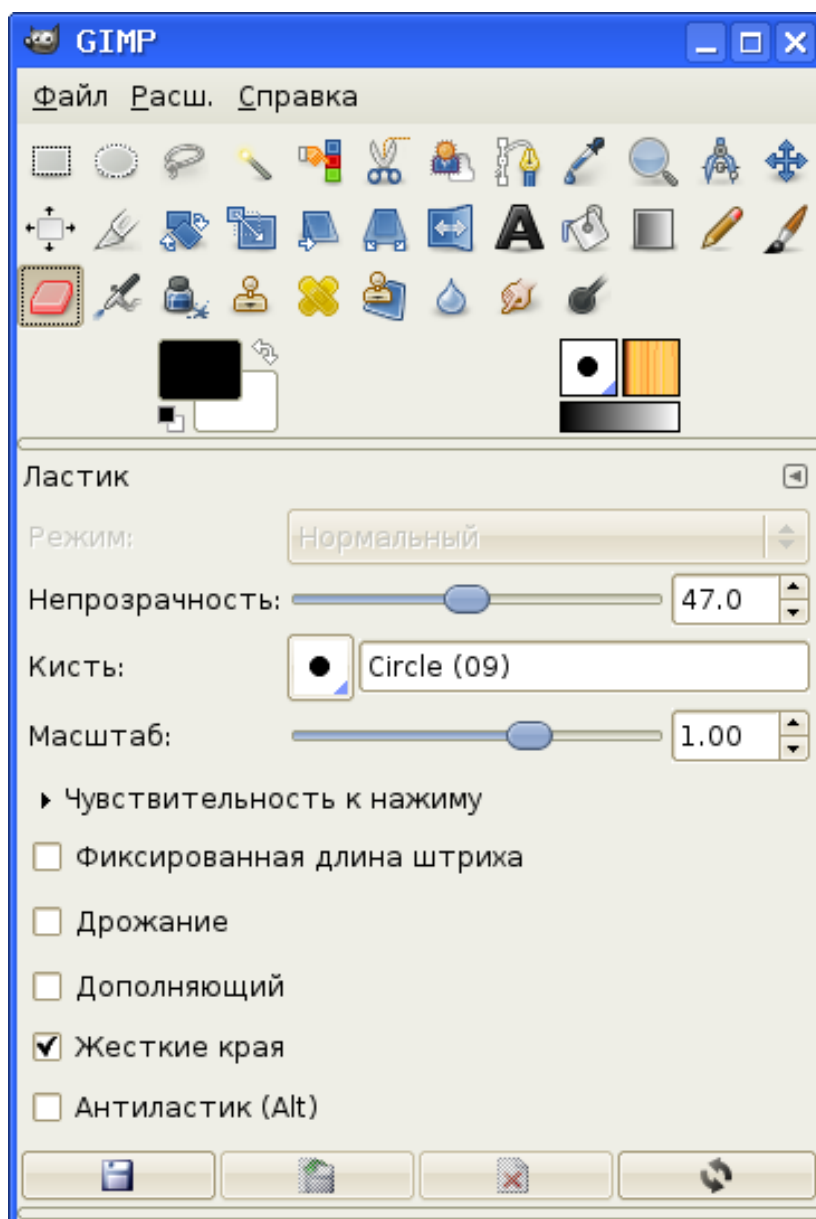 GIMP
Файл Расш. Справка
Ластик
Режим: Нормальный
Непрозрачность: 47.0
Кисть: Circle (09)
Масштаб: 1.00
Чувствительность к нажиму
Фиксированная длина штриха
Дрожание
Дополняющий
Жесткие края
Антиластик (Alt)